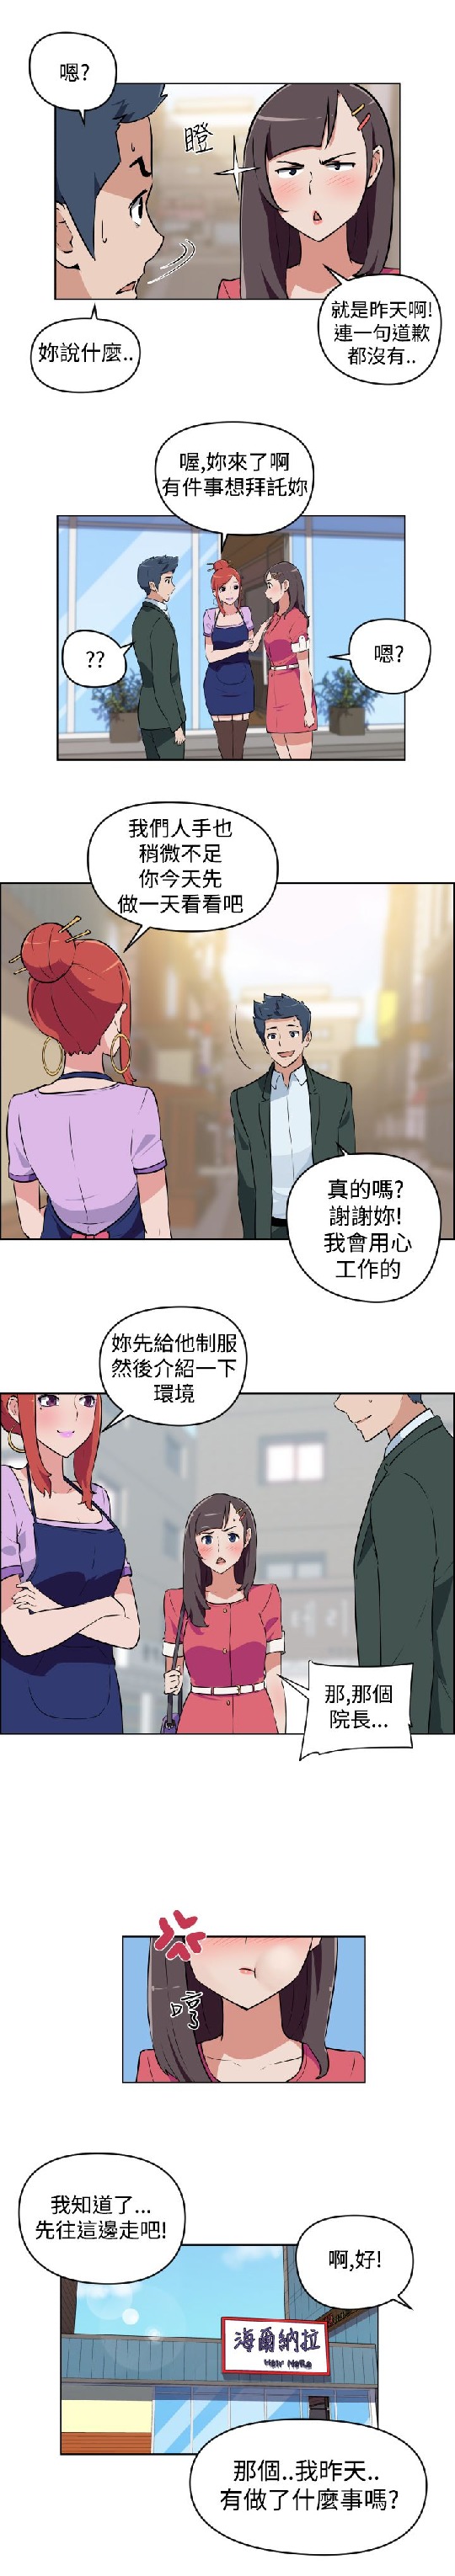 嗯?
瞪
就是昨天啊!
連一句道歉
都沒有..
妳說什麼..
喔,妳來了啊
有件事想拜託妳
??
嗯?
我們人手也
稍微不足
你今天先
做一天看看吧
真的嗎?
謝謝妳!
我會用心
工作的
妳先給他制服
然後介紹一下
環境
那,那個
院長...
哼
我知道了...
先往這邊走吧!
啊,好!
海爾納拉
Hair NaRa
那個..我昨天..
有做了什麼事嗎?